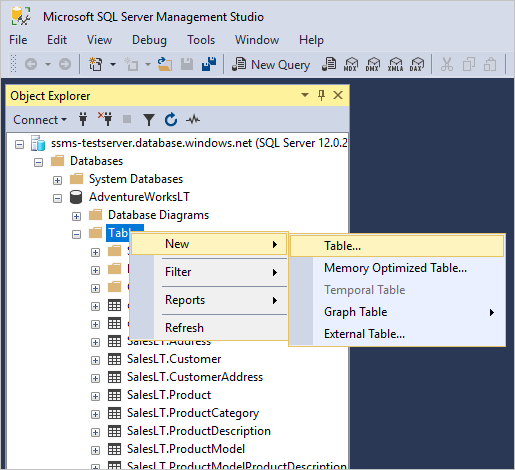 Microsoft SQL Server Management Studio
File Edit View Debug Tools Window Help
New Query MDX DMX XMLA DAX
Object Explorer
Connect
ssms-testserver.database.windows.net (SQL Server 12.0.2
Databases
System Databases
AdventureWorksLT
Database Diagrams
New
Table...
Filter
Memory Optimized Table...
Temporal Table
Reports
Graph Table
Refresh
External Table...
SalesLT.Address
SalesLT.Customer
SalesLT.CustomerAddress
SalesLT.Product
SalesLT.ProductCategory
SalesLT.ProductDescription
SalesLT.ProductModel
SalesLT.ProductModelProductDescription